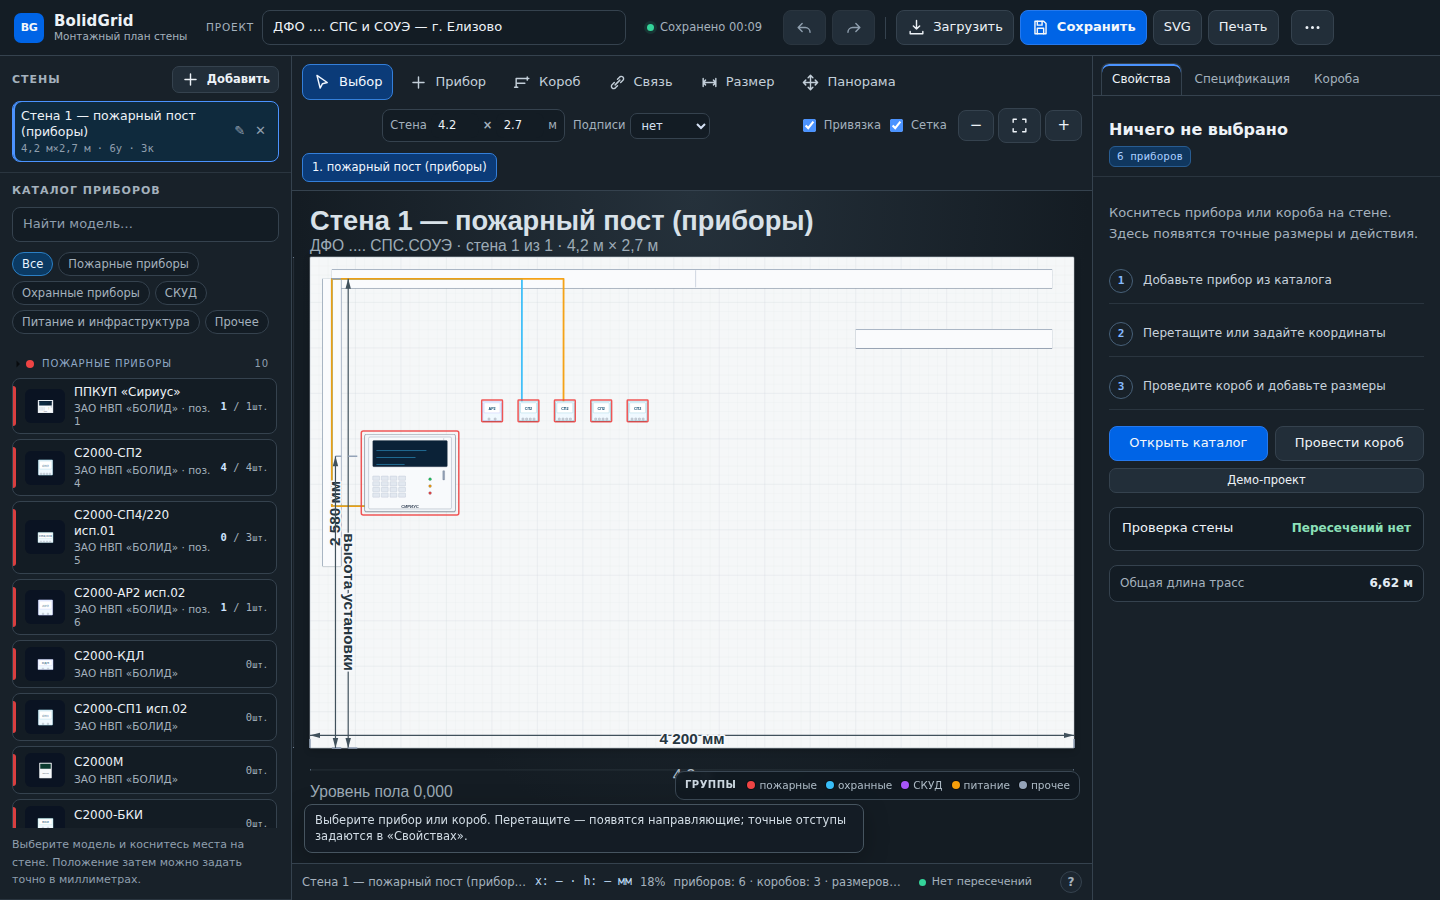 BG
BolidGrid
Монтажный план стены
ПРОЕКТ
ДФО .... СПС и СОУЭ — г. Елизово
Сохранено 00:09
Загрузить
Сохранить
SVG
Печать
СТЕНЫ
Добавить
Стена 1 — пожарный пост (приборы)
4,2 м×2,7 м · 6у · 3к
КАТАЛОГ ПРИБОРОВ
Найти модель…
Все
Пожарные приборы
Охранные приборы
СКУД
Питание и инфраструктура
Прочее
ПОЖАРНЫЕ ПРИБОРЫ
10
ППКУП «Сириус»
ЗАО НВП «БОЛИД» · поз. 1
1 / 1шт.
С2000-СП2
ЗАО НВП «БОЛИД» · поз. 4
4 / 4шт.
С2000-СП4/220 исп.01
ЗАО НВП «БОЛИД» · поз. 5
0 / 3шт.
С2000-АР2 исп.02
ЗАО НВП «БОЛИД» · поз. 6
1 / 1шт.
С2000-КДЛ
ЗАО НВП «БОЛИД»
0шт.
С2000-СП1 исп.02
ЗАО НВП «БОЛИД»
0шт.
С2000М
ЗАО НВП «БОЛИД»
0шт.
С2000-БКИ
0шт.
Выберите модель и коснитесь места на стене. Положение затем можно задать точно в миллиметрах.
Выбор
Прибор
Короб
Связь
Размер
Панорама
Стена 4.2 × 2.7 м
Подписи нет
Привязка
Сетка
1. пожарный пост (приборы)
Стена 1 — пожарный пост (приборы)
ДФО .... СПС.СОУЭ · стена 1 из 1 · 4,2 м × 2,7 м
АР2
СП2
СП2
СП2
СП2
СИРИУС
2 580 мм
высота установки
4 200 мм
Уровень пола 0,000
ГРУППЫ
пожарные
охранные
СКУД
питание
прочее
Выберите прибор или короб. Перетащите — появятся направляющие; точные отступы задаются в «Свойствах».
Стена 1 — пожарный пост (прибор…
x: — · h: — мм
18%
приборов: 6 · коробов: 3 · размеров…
Нет пересечений
?
Свойства
Спецификация
Короба
Ничего не выбрано
6 приборов
Коснитесь прибора или короба на стене.
Здесь появятся точные размеры и действия.
1 Добавьте прибор из каталога
2 Перетащите или задайте координаты
3 Проведите короб и добавьте размеры
Открыть каталог
Провести короб
Демо-проект
Проверка стены
Пересечений нет
Общая длина трасс
6,62 м